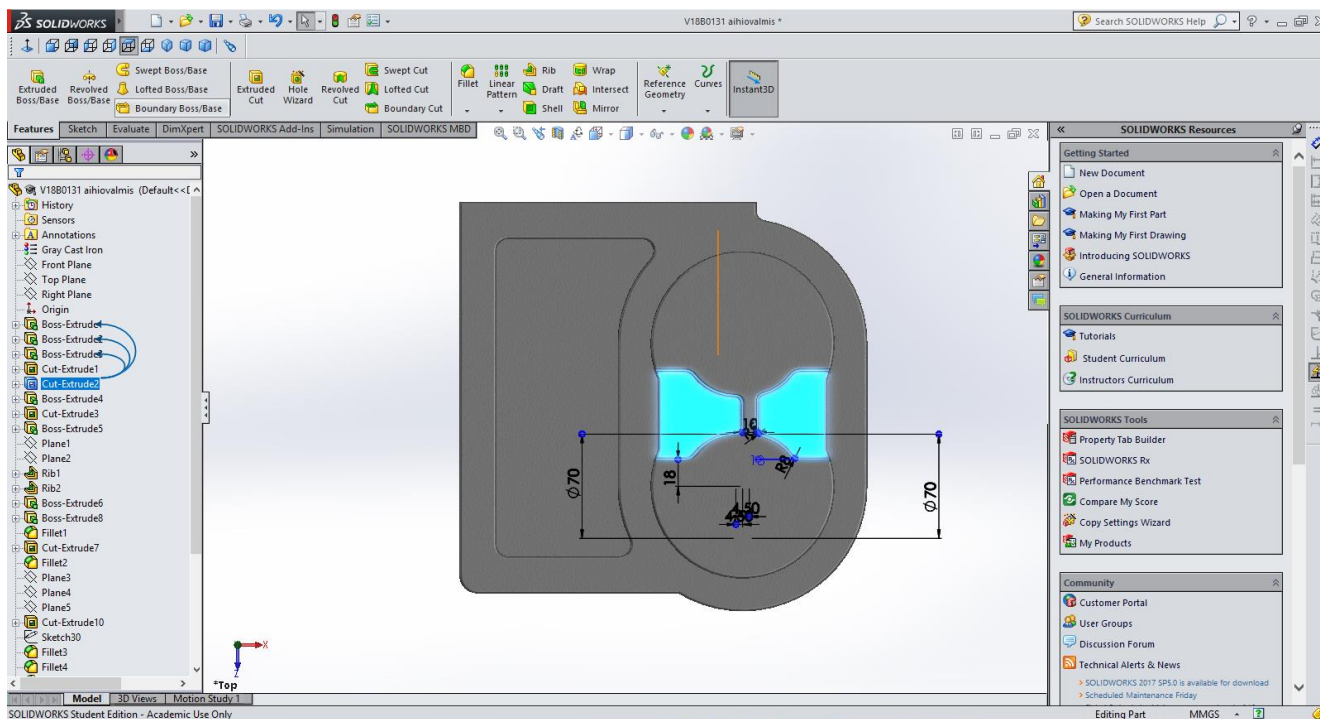 SOLIDWORKS
V18B0131 aihiovalmis *
Search SOLIDWORKS Help
Extruded Boss/Base
Revolved Boss/Base
Swept Boss/Base
Lofted Boss/Base
Boundary Boss/Base
Extruded Cut
Hole Wizard
Revolved Cut
Swept Cut
Lofted Cut
Boundary Cut
Fillet
Linear Pattern
Rib
Draft
Shell
Wrap
Intersect
Mirror
Reference Geometry
Curves
Instant3D
Features Sketch Evaluate DimXpert SOLIDWORKS Add-Ins Simulation SOLIDWORKS MBD
V18B0131 aihiovalmis (Default<<
History
Sensors
Annotations
Gray Cast Iron
Front Plane
Top Plane
Right Plane
Origin
Boss-Extrude
Boss-Extrude2
Boss-Extrude3
Cut-Extrude1
Cut-Extrude2
Boss-Extrude4
Cut-Extrude3
Boss-Extrude5
Plane1
Plane2
Rib1
Rib2
Boss-Extrude6
Boss-Extrude8
Fillet1
Cut-Extrude7
Fillet2
Plane3
Plane4
Plane5
Cut-Extrude10
Sketch30
Fillet3
Fillet4
∅70
18
10
R8
4.50
∅70
X
Z
*Top
SOLIDWORKS Resources
Getting Started
New Document
Open a Document
Making My First Part
Making My First Drawing
Introducing SOLIDWORKS
General Information
SOLIDWORKS Curriculum
Tutorials
Student Curriculum
Instructors Curriculum
SOLIDWORKS Tools
Property Tab Builder
SOLIDWORKS Rx
Performance Benchmark Test
Compare My Score
Copy Settings Wizard
My Products
Community
Customer Portal
User Groups
Discussion Forum
Technical Alerts & News
SOLIDWORKS 2017 SP5.0 is available for download
Scheduled Maintenance Friday
Model 3D Views Motion Study 1
SOLIDWORKS Student Edition - Academic Use Only
Editing Part MMGS